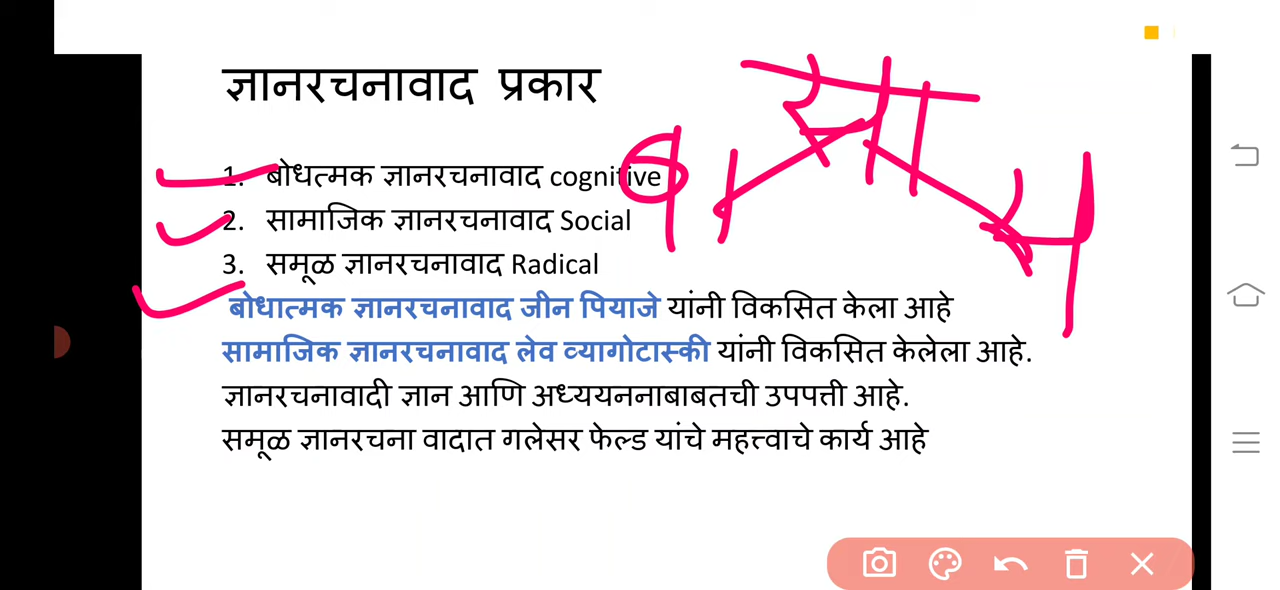 ज्ञानरचनावाद प्रकार
1. बोधत्मक ज्ञानरचनावाद cognitive
2. सामाजिक ज्ञानरचनावाद Social
3. समूळ ज्ञानरचनावाद Radical
बोधात्मक ज्ञानरचनावाद जीन पियाजे यांनी विकसित केला आहे
सामाजिक ज्ञानरचनावाद लेव व्यागोटास्की यांनी विकसित केलेला आहे.
ज्ञानरचनावादी ज्ञान आणि अध्ययननाबाबतची उपपत्ती आहे.
समूळ ज्ञानरचना वादात गलेसर फेल्ड यांचे महत्त्वाचे कार्य आहे